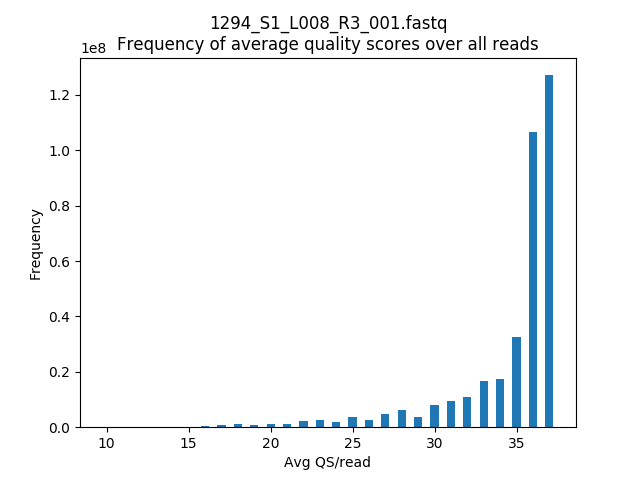 1294_S1_L008_R3_001.fastq
Frequency of average quality scores over all reads
1e8
1.2
1.0
0.8
0.6
0.4
0.2
0.0
Frequency
10 15 20 25 30 35
Avg QS/read